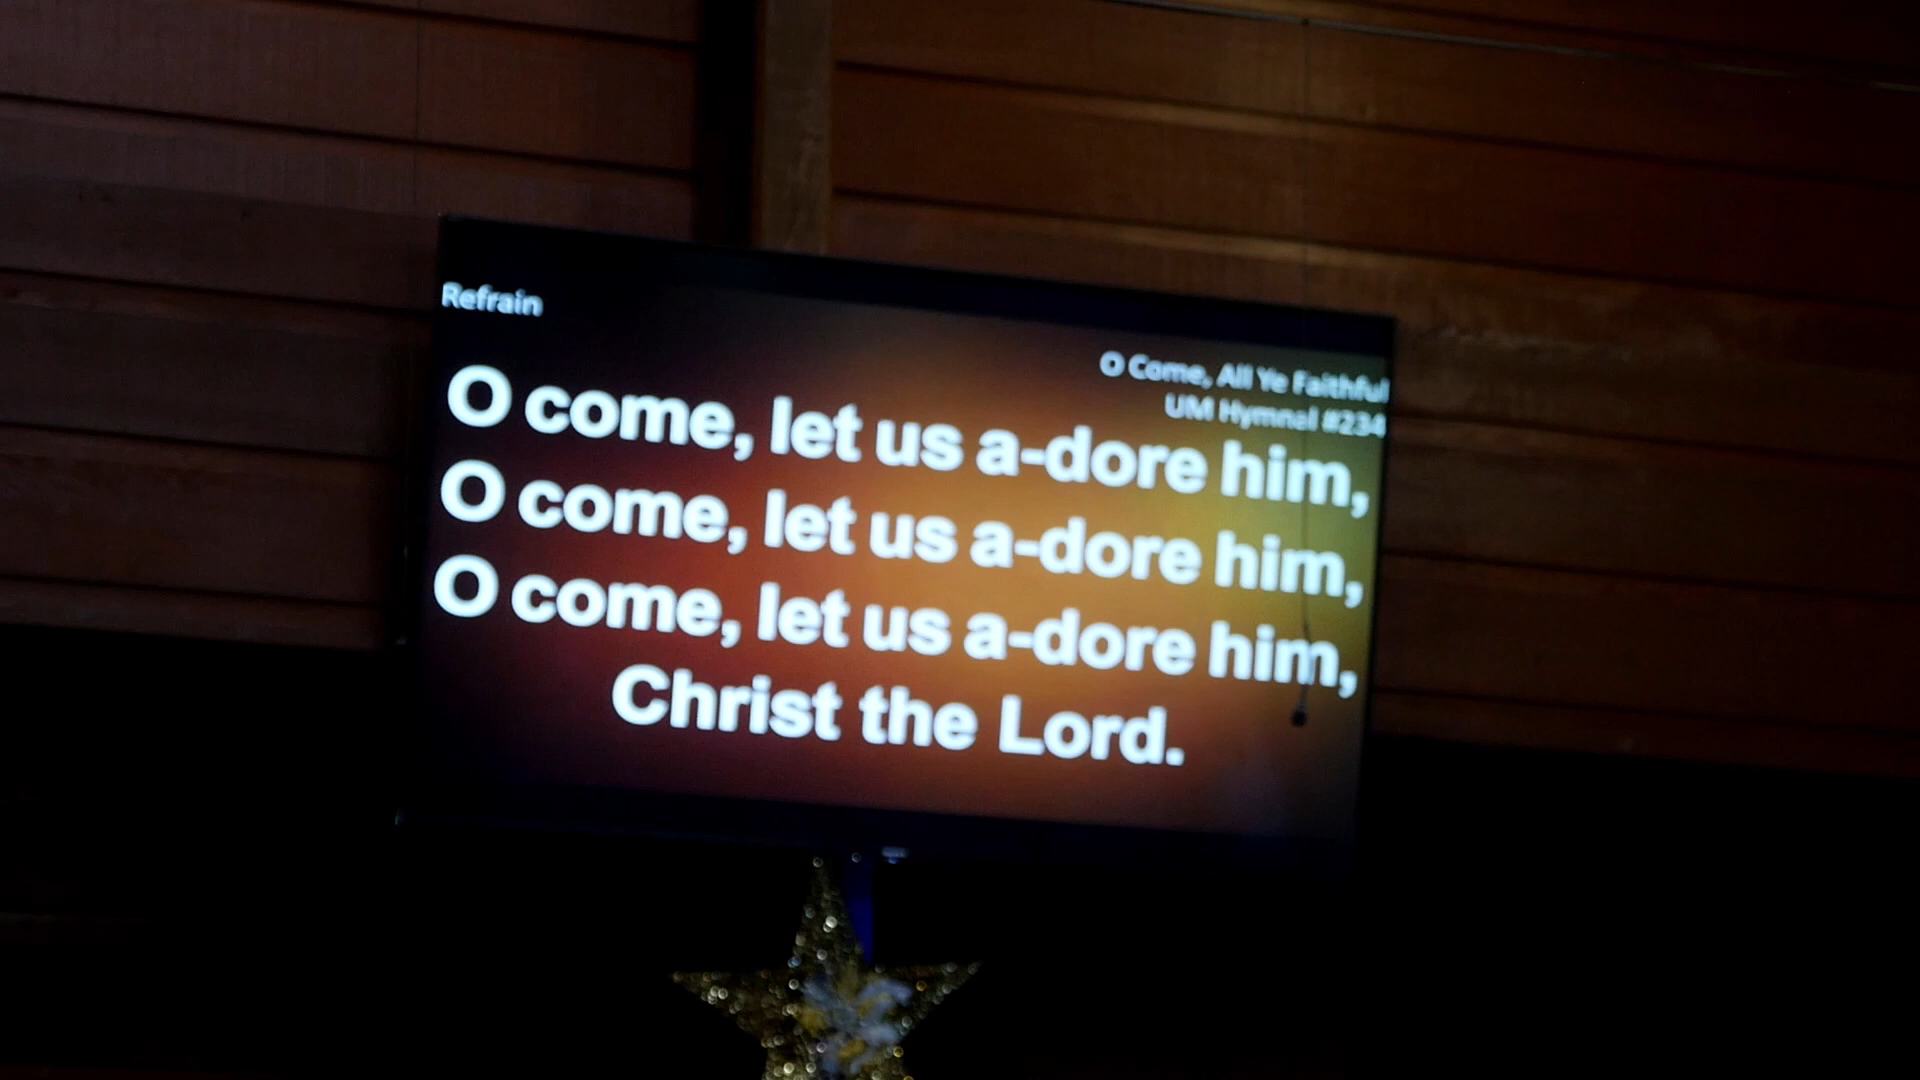 Refrain
O Come, All Ye Faithful
UM Hymnal #234
O come, let us a-dore him,
O come, let us a-dore him,
O come, let us a-dore him,
Christ the Lord.